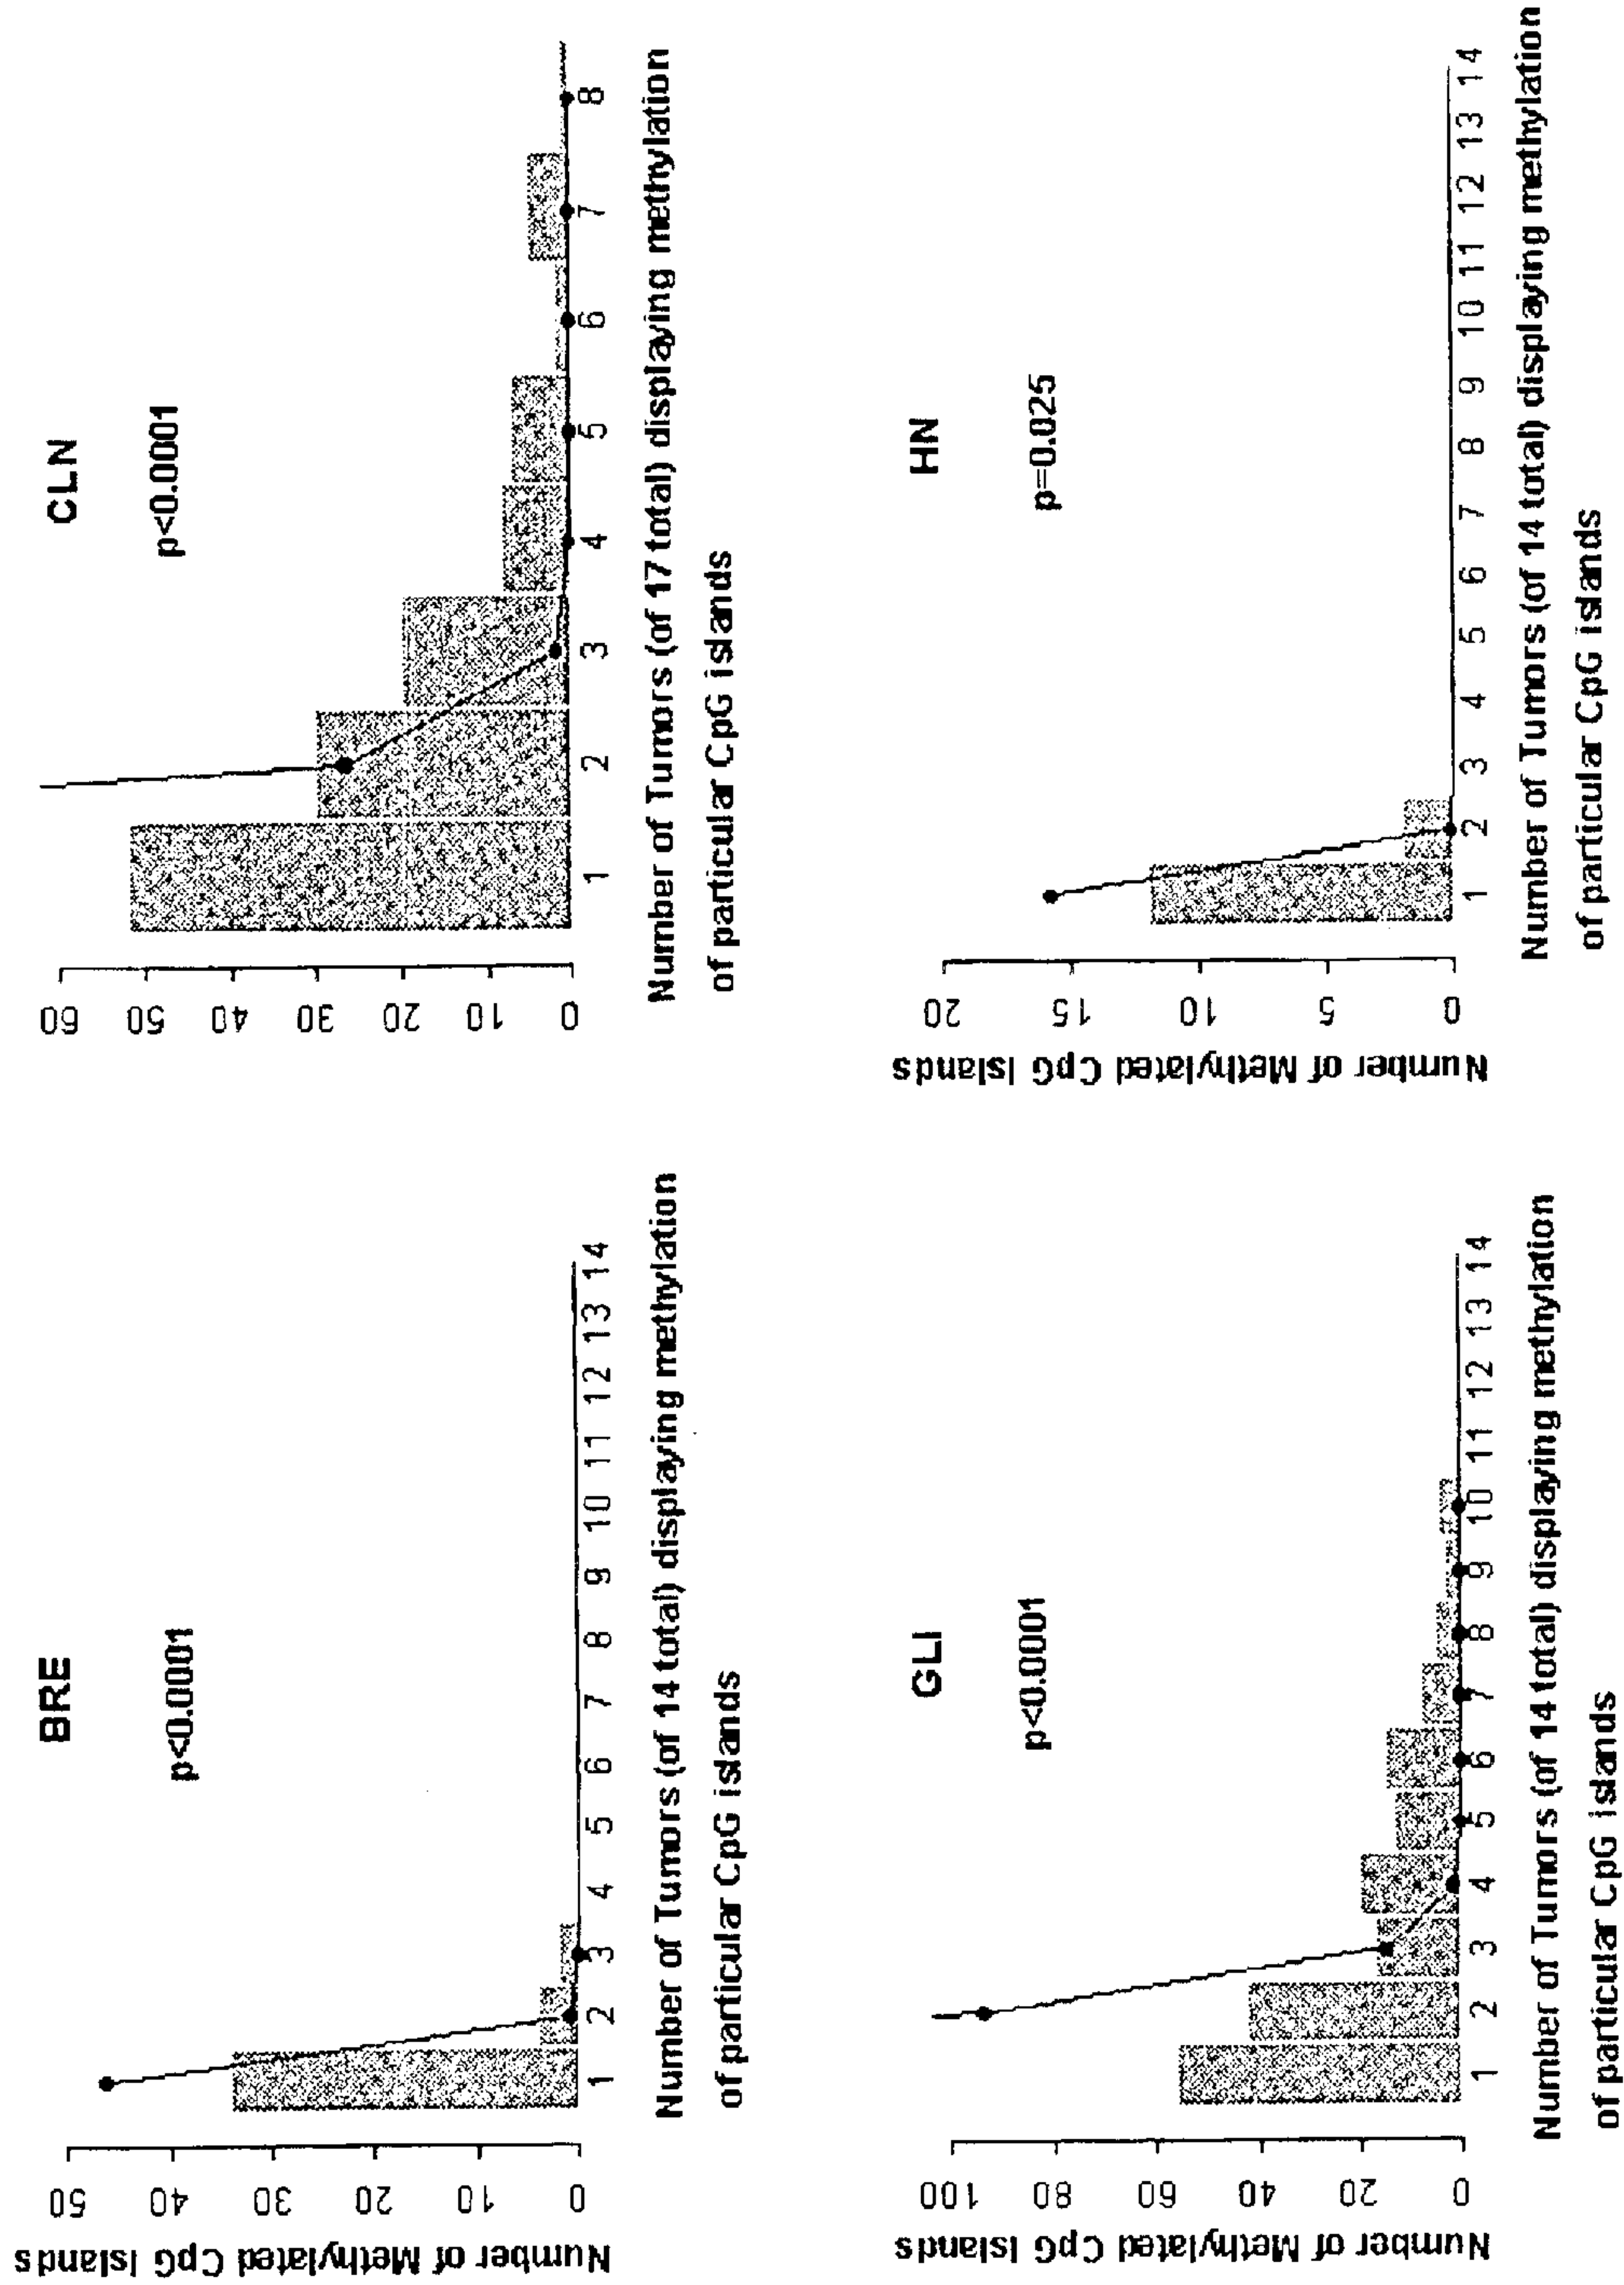 BRE
p<0.0001
Number of Methylated CpG Islands
50
40
30
20
10
0
1 2 3 4 5 6 7 8 9 10 11 12 13 14
Number of Tumors (of 14 total) displaying methylation
of particular CpG islands
CLN
p<0.0001
60
50
40
30
20
10
0
1 2 3 4 5 6 7 8
Number of Tumors (of 17 total) displaying methylation
of particular CpG islands
GLI
p<0.0001
Number of Methylated CpG Islands
100
80
60
40
20
0
1 2 3 4 5 6 7 8 9 10 11 12 13 14
Number of Tumors (of 14 total) displaying methylation
of particular CpG islands
HN
p=0.025
Number of Methylated CpG Islands
20
15
10
5
0
1 2 3 4 5 6 7 8 9 10 11 12 13 14
Number of Tumors (of 14 total) displaying methylation
of particular CpG islands